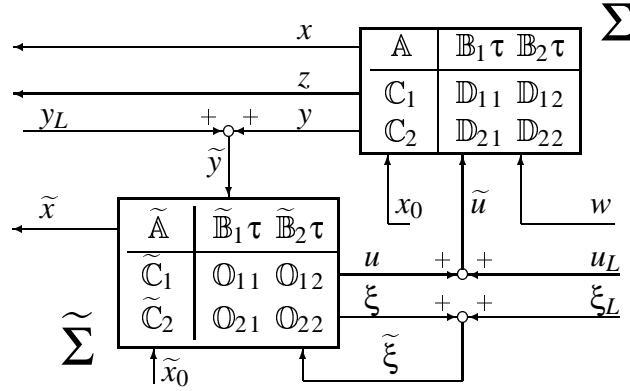 x 𝔸 𝔹₁τ 𝔹₂τ Σ
z ℂ₁ 𝔻₁₁ 𝔻₁₂
y_L + + y ℂ₂ 𝔻₂₁ 𝔻₂₂
ỹ
x̃ x₀ ũ w
𝔸̃ 𝔹̃₁τ 𝔹̃₂τ
ℂ̃₁ 𝕆₁₁ 𝕆₁₂ u + + u_L
ℂ̃₂ 𝕆₂₁ 𝕆₂₂ ξ + + ξ_L
Σ̃
x̃₀ ξ̃